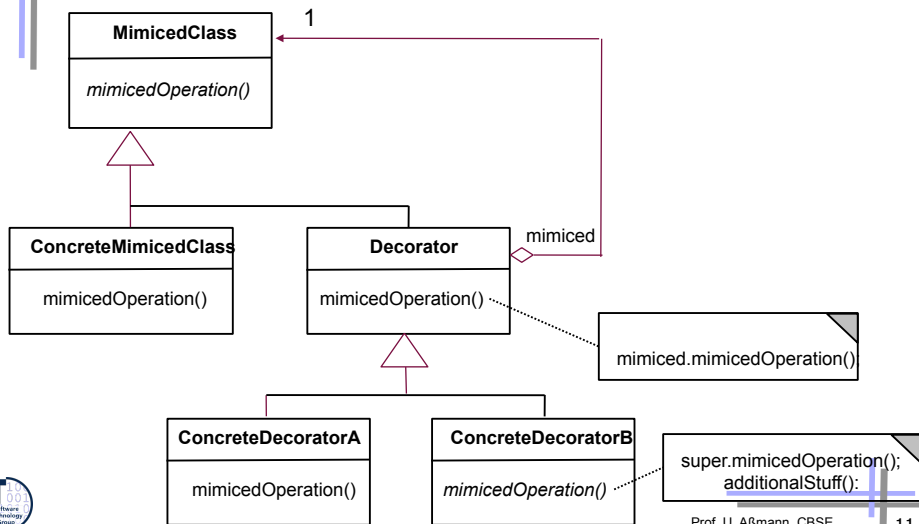 1
MimicedClass
mimicedOperation()
mimiced
ConcreteMimicedClass
Decorator
mimicedOperation()
mimicedOperation()
mimiced.mimicedOperation();
ConcreteDecoratorA
ConcreteDecoratorB
mimicedOperation()
mimicedOperation()
super.mimicedOperation();
additionalStuff():
Prof. U. Aßmann, CBSE
11